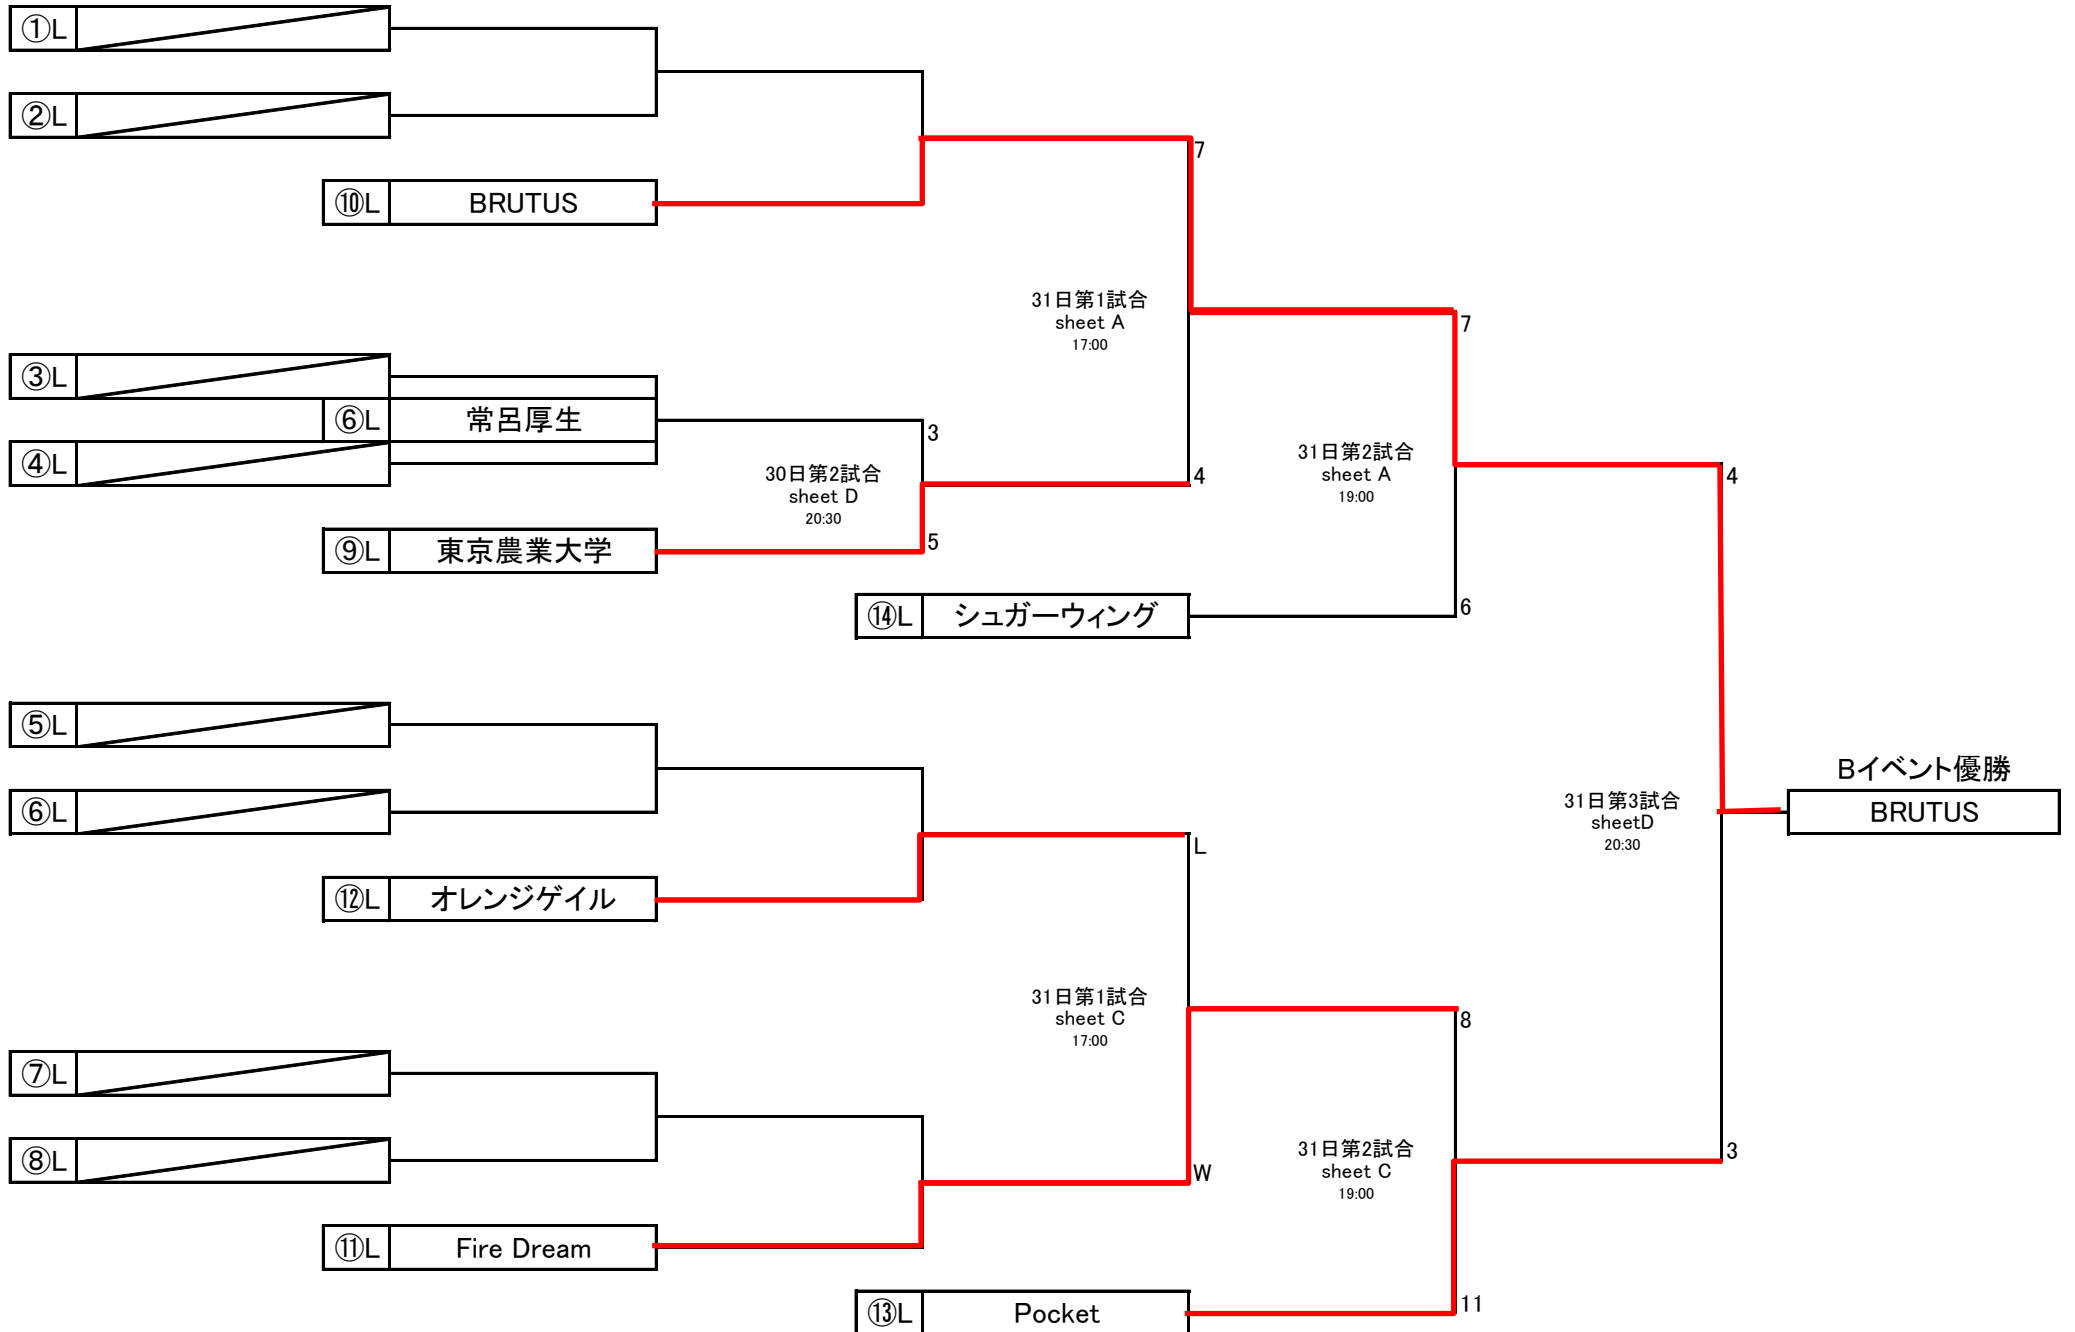 ①L
②L
7
⑩L BRUTUS
31日第1試合
sheet A
17:00
7
③L
⑥L 常呂厚生
3
④L
31日第2試合
sheet A
19:00
30日第2試合
sheet D
20:30
4
4
⑨L 東京農業大学
5
⑭L シュガーウィング
6
⑤L
⑥L
Bイベント優勝
BRUTUS
31日第3試合
sheetD
20:30
L
⑫L オレンジゲイル
31日第1試合
sheet C
17:00
8
⑦L
⑧L
31日第2試合
sheet C
19:00
3
W
⑪L Fire Dream
⑬L Pocket
11